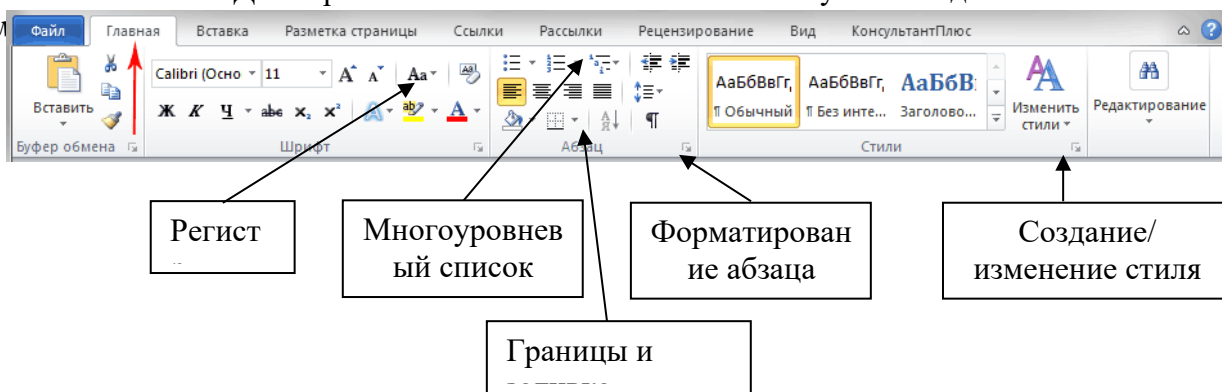 Файл Главная Вставка Разметка страницы Ссылки Рассылки Рецензирование Вид КонсультантПлюс
Calibri (Осно 11 Aa
Вставить
Ж К Ч abc x₂ x² A ab A
АаБбВвГг, АаБбВвГг, АаБбВ
¶ Обычный ¶ Без инте... Заголово...
Изменить
стили
Редактирование
Буфер обмена Шрифт Абзац Стили
Регист
Многоуровнев
ый список
Форматирован
ие абзаца
Создание/
изменение стиля
Границы и